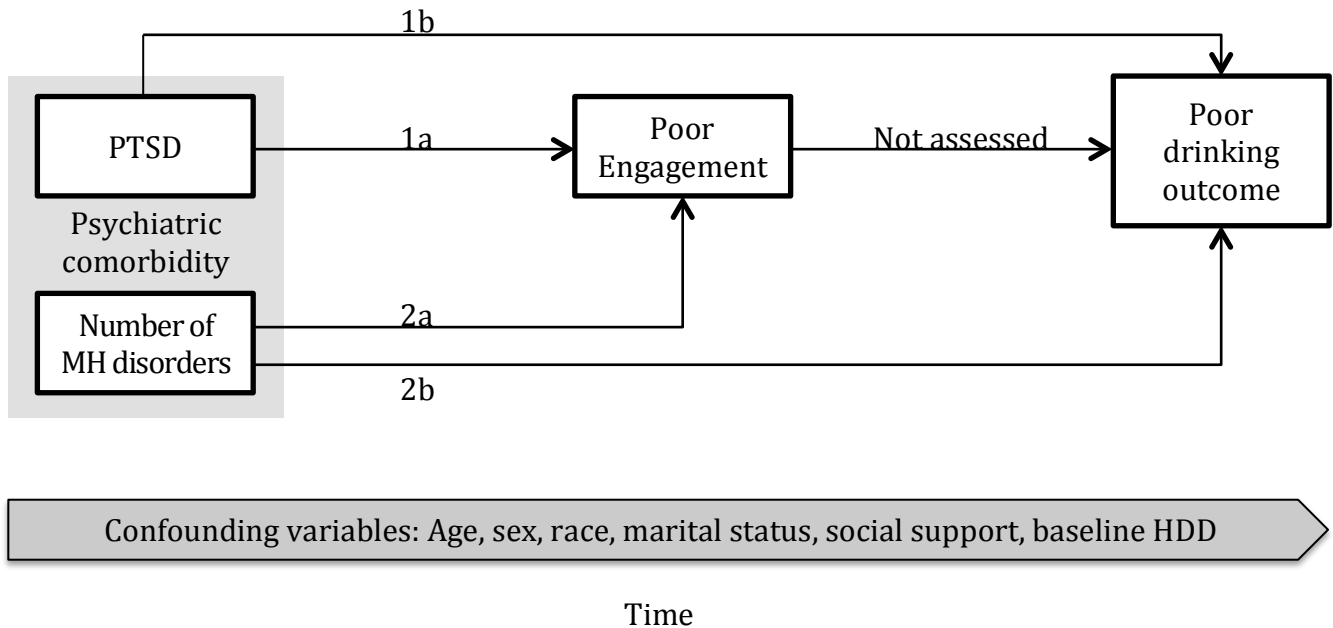 1b
PTSD
1a
Poor
Engagement
Not assessed
Poor
drinking
outcome
Psychiatric
comorbidity
Number of
MH disorders
2a
2b
Confounding variables: Age, sex, race, marital status, social support, baseline HDD
Time